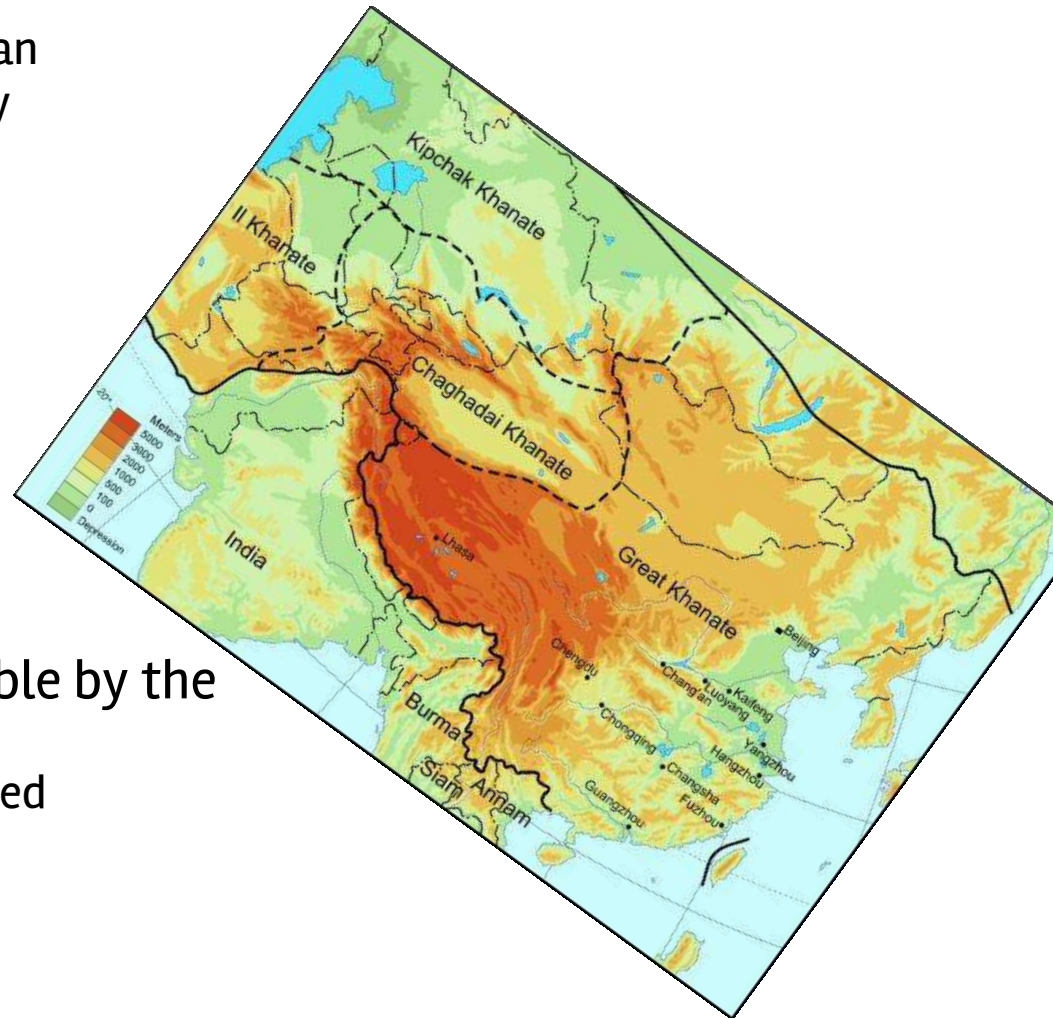 an
y
Kipchak Khanate
Il Khanate
Chaghadai Khanate
Meters
5000
3000
2000
1000
500
100
0
Depression
India
Lhasa
Great Khanate
Beijing
Chengdu
Chang'an
Luoyang
Kaifeng
ble by the
Burma
Chongqing
Yangzhou
Hangzhou
ed
Siam
Annam
Changsha
Guangzhou
Fuzhou